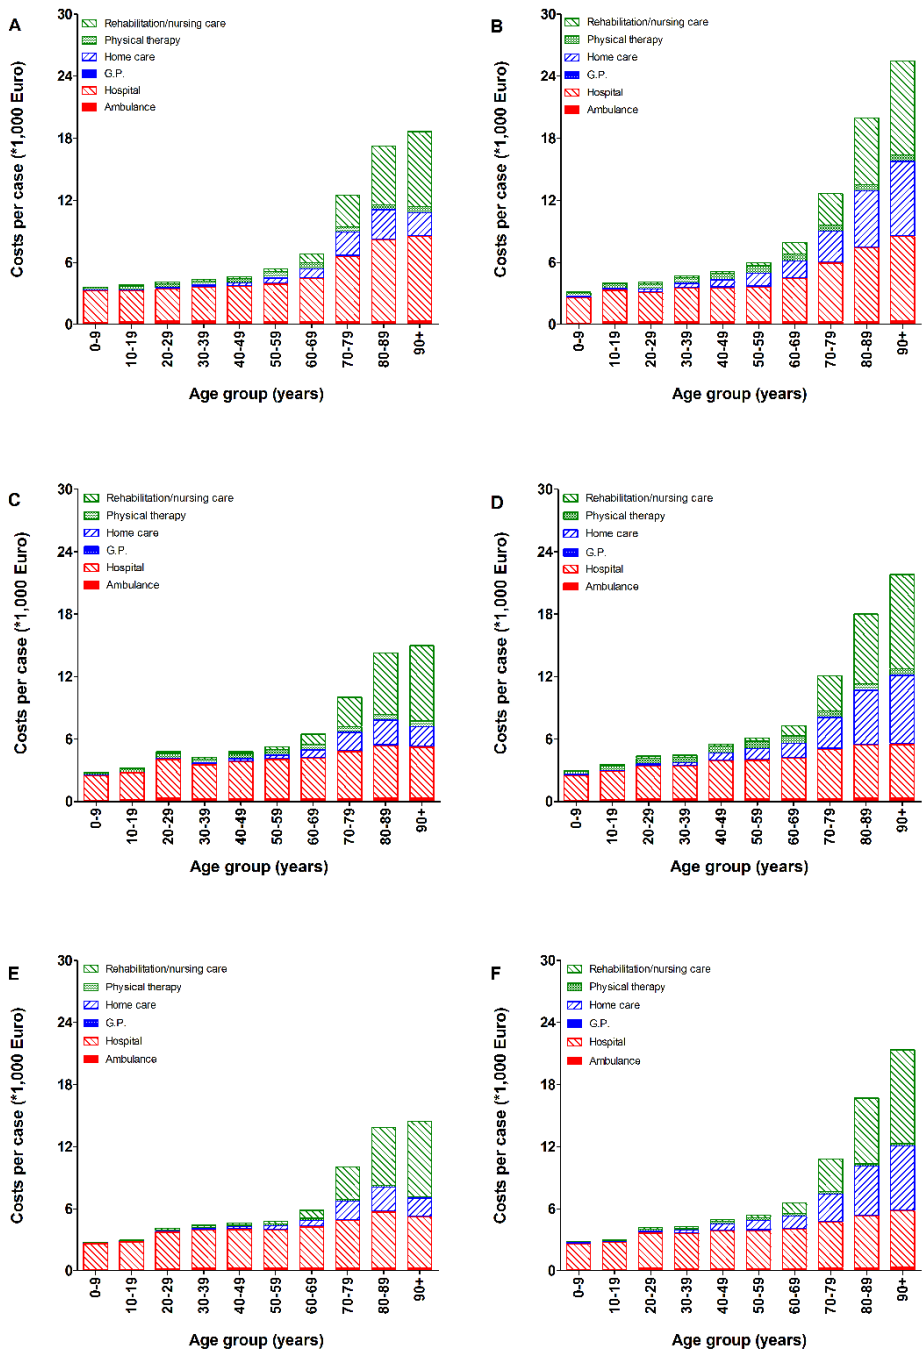 A
Costs per case (*1,000 Euro)
30
24
18
12
6
0
Rehabilitation/nursing care
Physical therapy
Home care
G.P.
Hospital
Ambulance
0-9
10-19
20-29
30-39
40-49
50-59
60-69
70-79
80-89
90+
Age group (years)
B
Costs per case (*1,000 Euro)
30
24
18
12
6
0
Rehabilitation/nursing care
Physical therapy
Home care
G.P.
Hospital
Ambulance
0-9
10-19
20-29
30-39
40-49
50-59
60-69
70-79
80-89
90+
Age group (years)
C
Costs per case (*1,000 Euro)
30
24
18
12
6
0
Rehabilitation/nursing care
Physical therapy
Home care
G.P.
Hospital
Ambulance
0-9
10-19
20-29
30-39
40-49
50-59
60-69
70-79
80-89
90+
Age group (years)
D
Costs per case (*1,000 Euro)
30
24
18
12
6
0
Rehabilitation/nursing care
Physical therapy
Home care
G.P.
Hospital
Ambulance
0-9
10-19
20-29
30-39
40-49
50-59
60-69
70-79
80-89
90+
Age group (years)
E
Costs per case (*1,000 Euro)
30
24
18
12
6
0
Rehabilitation/nursing care
Physical therapy
Home care
G.P.
Hospital
Ambulance
0-9
10-19
20-29
30-39
40-49
50-59
60-69
70-79
80-89
90+
Age group (years)
F
Costs per case (*1,000 Euro)
30
24
18
12
6
0
Rehabilitation/nursing care
Physical therapy
Home care
G.P.
Hospital
Ambulance
0-9
10-19
20-29
30-39
40-49
50-59
60-69
70-79
80-89
90+
Age group (years)